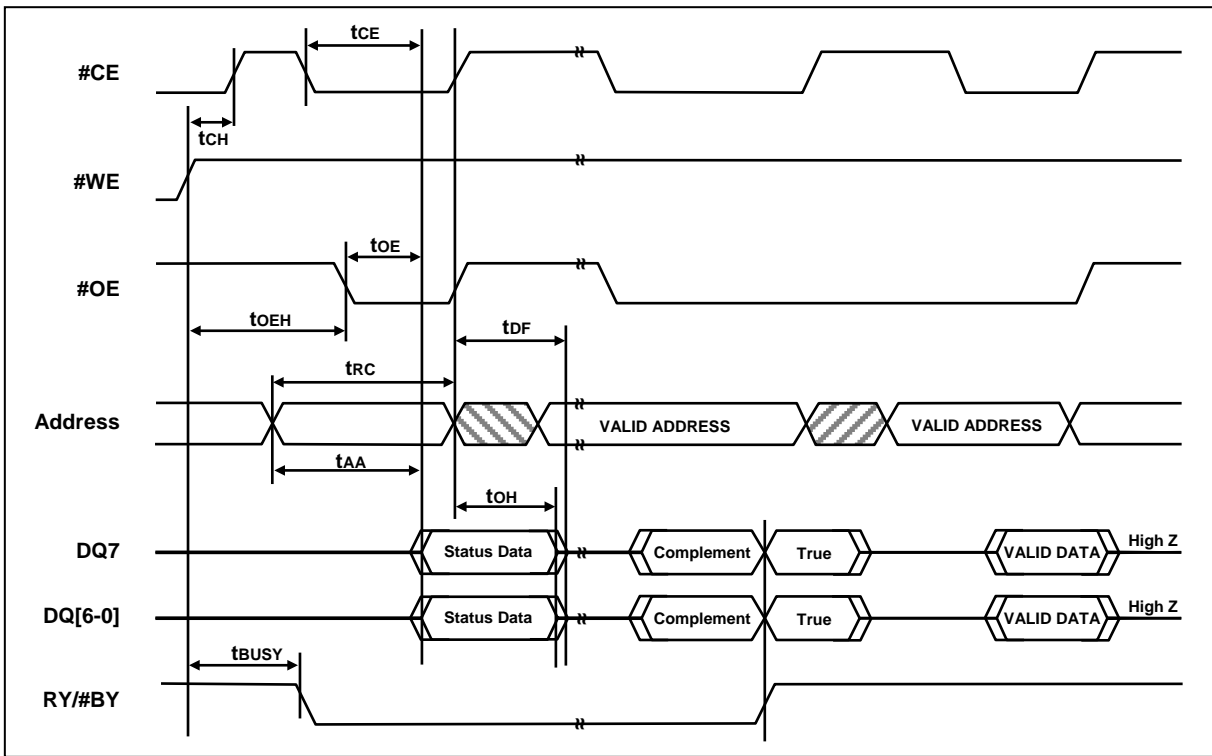 tCE
#CE
tCH
#WE
tOE
#OE
tOEH
tDF
tRC
Address
VALID ADDRESS
VALID ADDRESS
tAA
tOH
DQ7
Status Data
Complement
True
VALID DATA
High Z
DQ[6-0]
Status Data
Complement
True
VALID DATA
High Z
tBUSY
RY/#BY